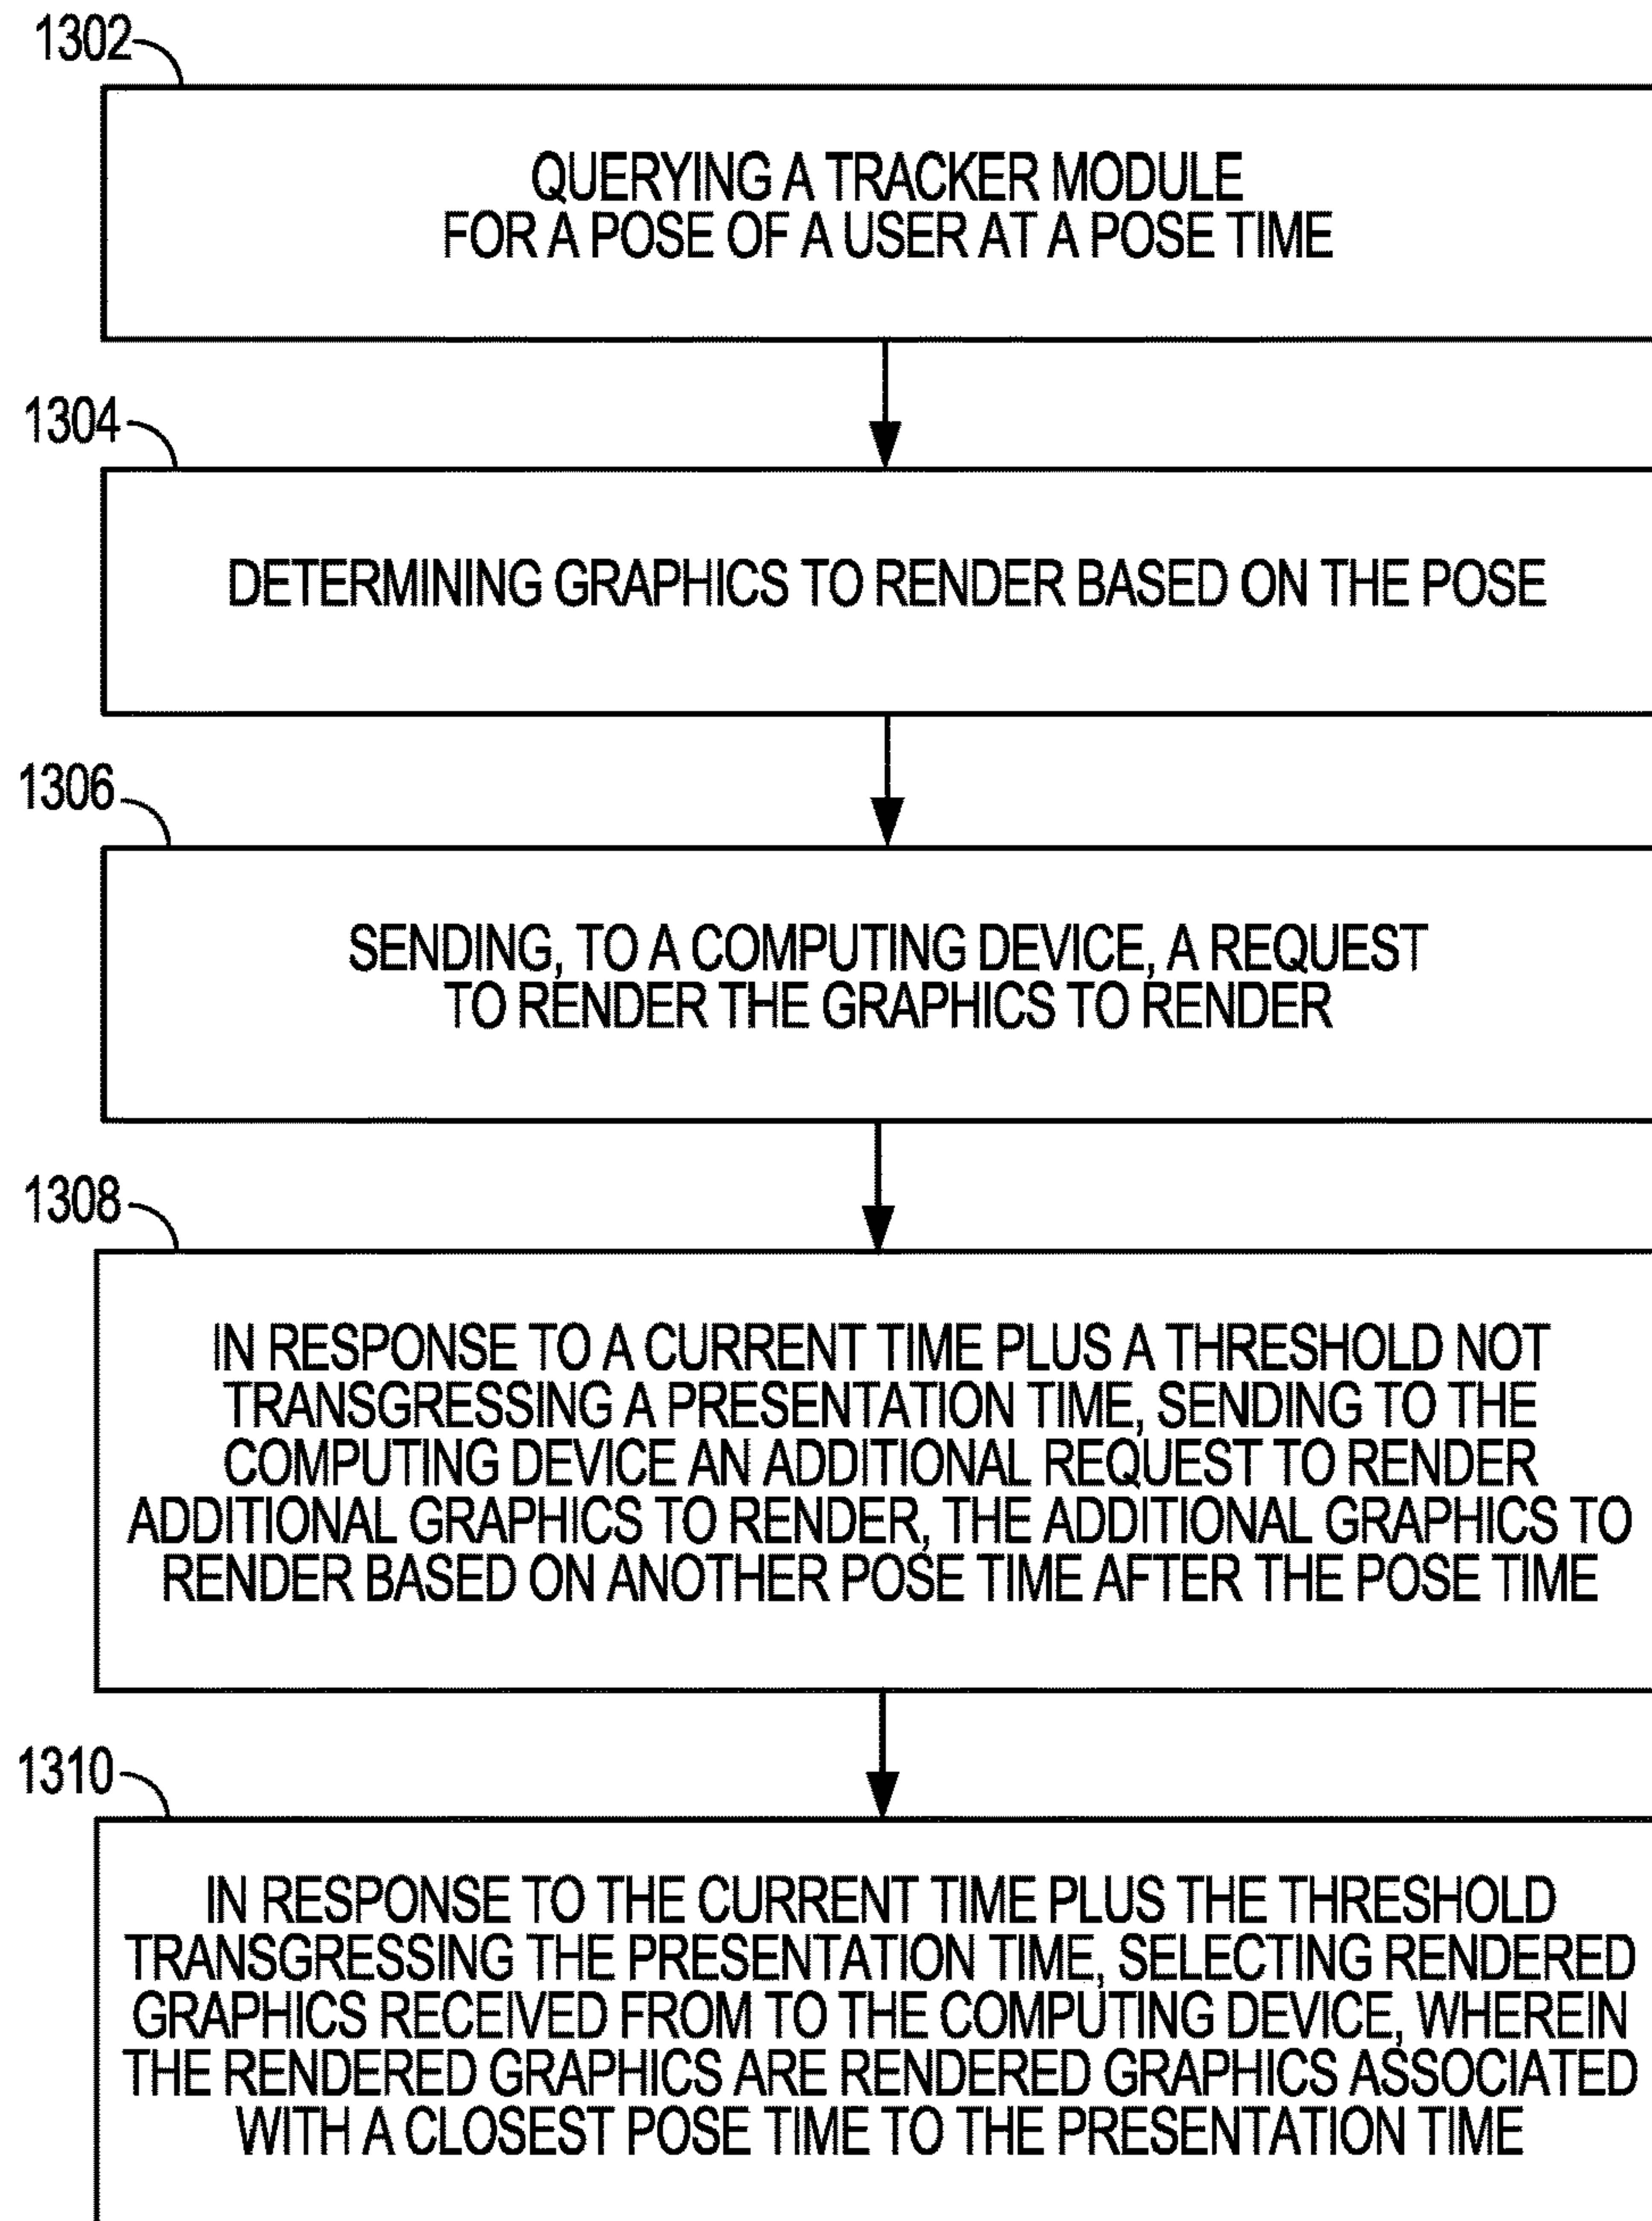 1302
QUERYING A TRACKER MODULE
FOR A POSE OF A USER AT A POSE TIME
1304
DETERMINING GRAPHICS TO RENDER BASED ON THE POSE
1306
SENDING, TO A COMPUTING DEVICE, A REQUEST
TO RENDER THE GRAPHICS TO RENDER
1308
IN RESPONSE TO A CURRENT TIME PLUS A THRESHOLD NOT
TRANSGRESSING A PRESENTATION TIME, SENDING TO THE
COMPUTING DEVICE AN ADDITIONAL REQUEST TO RENDER
ADDITIONAL GRAPHICS TO RENDER, THE ADDITIONAL GRAPHICS TO
RENDER BASED ON ANOTHER POSE TIME AFTER THE POSE TIME
1310
IN RESPONSE TO THE CURRENT TIME PLUS THE THRESHOLD
TRANSGRESSING THE PRESENTATION TIME, SELECTING RENDERED
GRAPHICS RECEIVED FROM TO THE COMPUTING DEVICE, WHEREIN
THE RENDERED GRAPHICS ARE RENDERED GRAPHICS ASSOCIATED
WITH A CLOSEST POSE TIME TO THE PRESENTATION TIME